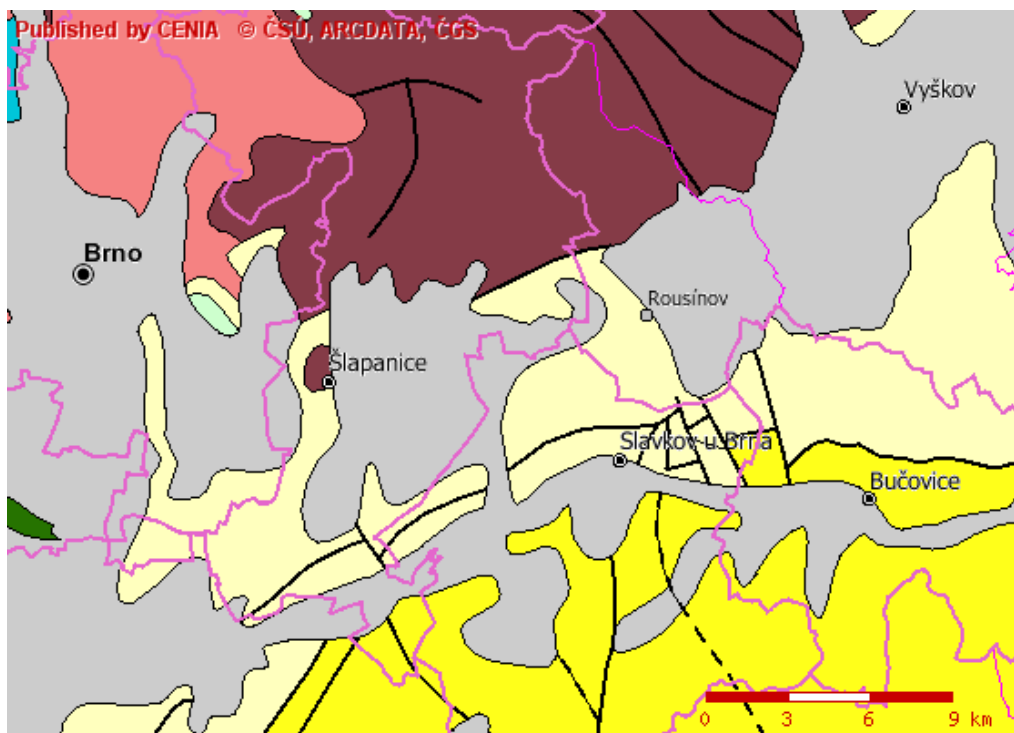 Published by CENIA © ČSÚ, ARCDATA, ČGS
Vyškov
Brno
Rousínov
Šlapanice
Slavkov u Brna
Bučovice
0 3 6 9 km